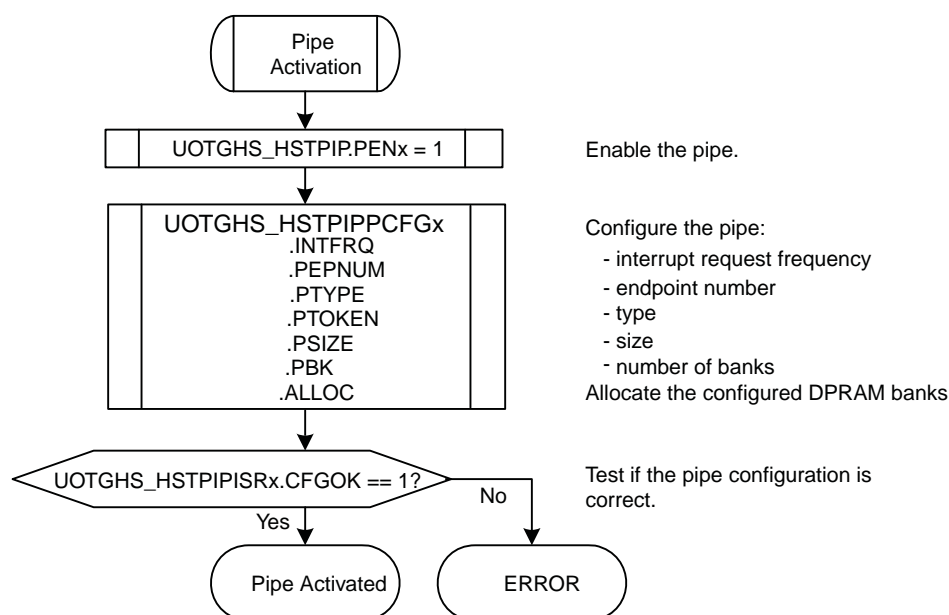 Pipe
Activation
UOTGHS_HSTPIP.PENx = 1
Enable the pipe.
UOTGHS_HSTPIPPCFGx
.INTFRQ
.PEPNUM
.PTYPE
.PTOKEN
.PSIZE
.PBK
.ALLOC
Configure the pipe:
- interrupt request frequency
- endpoint number
- type
- size
- number of banks
Allocate the configured DPRAM banks
UOTGHS_HSTPIPISRx.CFGOK == 1?
Test if the pipe configuration is
correct.
No
Yes
Pipe Activated
ERROR